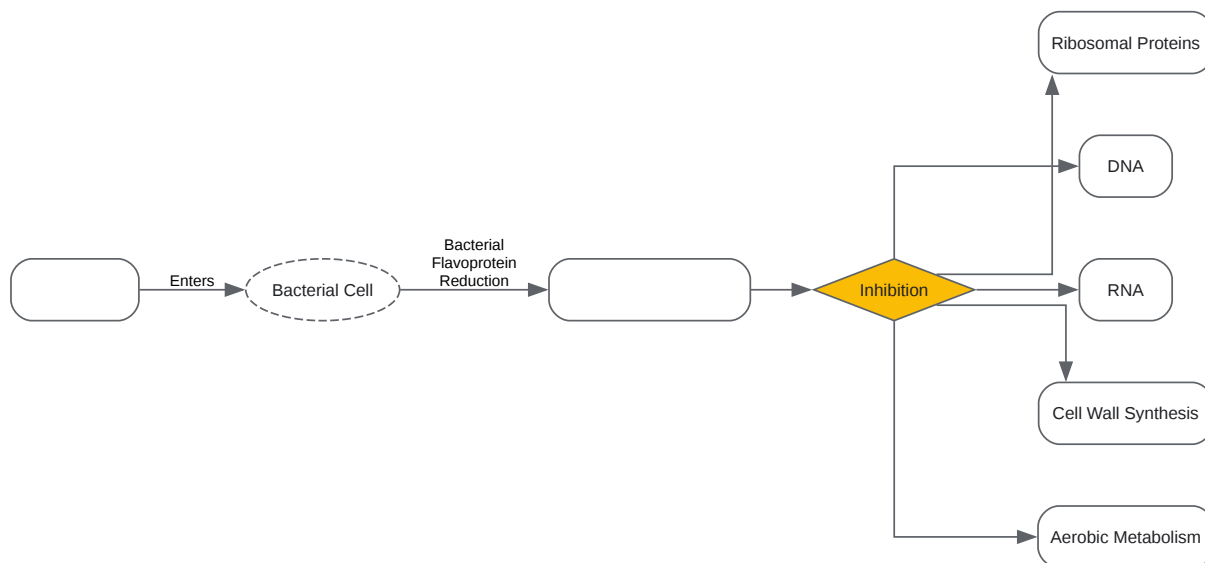 Ribosomal Proteins
DNA
Enters
Bacterial Cell
Bacterial
Flavoprotein
Reduction
Inhibition
RNA
Cell Wall Synthesis
Aerobic Metabolism